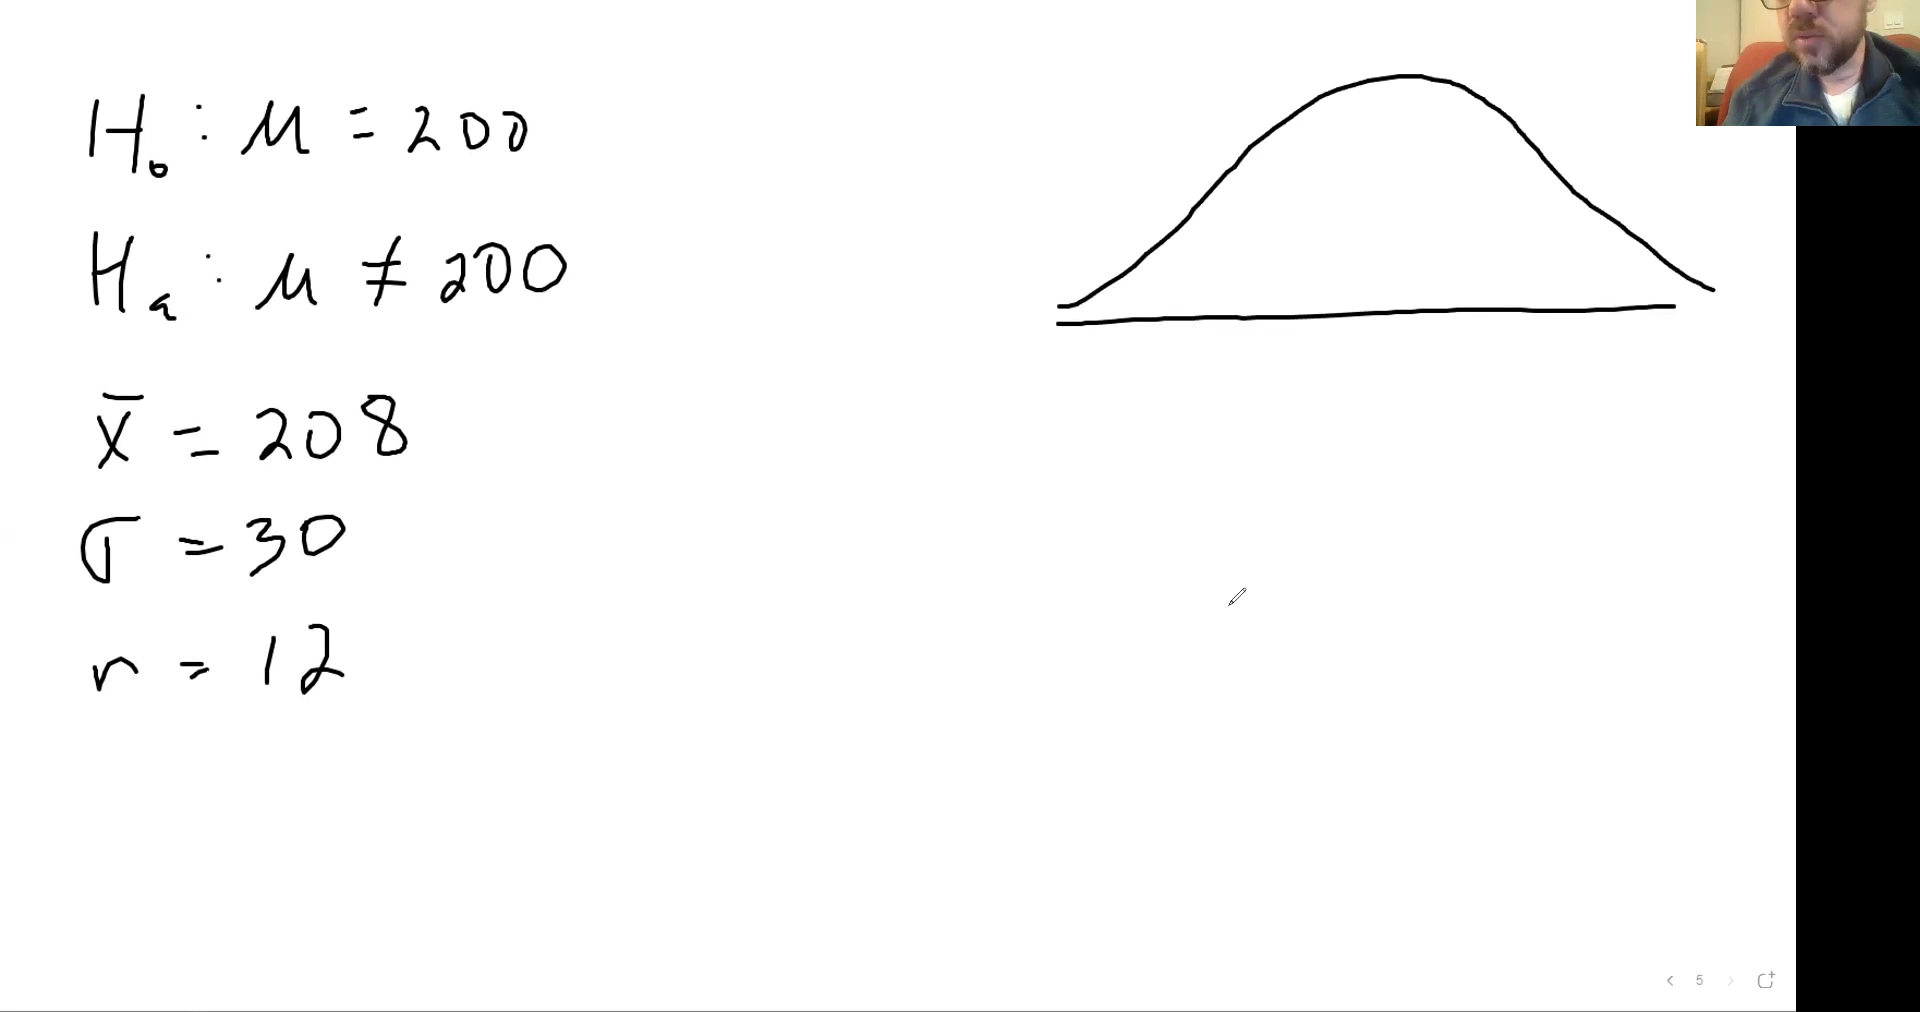 H₀ : μ = 200
Hₐ : μ ≠ 200
x̄ = 208
σ = 30
n = 12
5